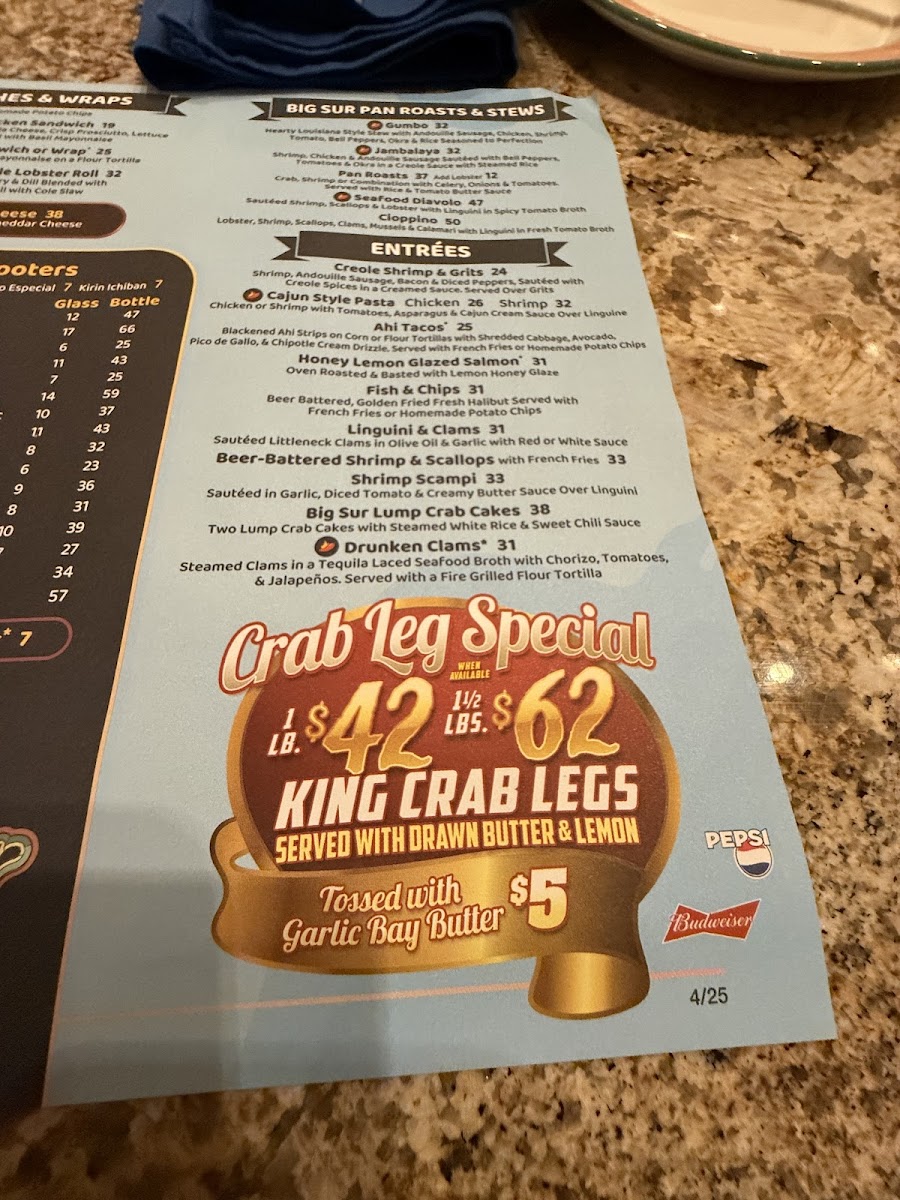 HES & WRAPS
made Potato Chips
cken Sandwich 19
Cheese, Crisp Prosciutto, Lettuce
with Basil Mayonnaise
wich or Wrap* 25
ayonnaise on a Flour Tortilla
le Lobster Roll 32
ry & Dill Blended with
ll with Cole Slaw
eese 38
heddar Cheese
ooters
o Especial 7 Kirin Ichiban 7
Glass Bottle
12 47
17 66
6 25
11 43
7 25
14 59
10 37
11 43
8 32
6 23
9 36
8 31
10 39
7 27
34
57
* 7
BIG SUR PAN ROASTS & STEWS
Gumbo 32
Hearty Louisiana Style Stew with Andouille Sausage, Chicken, Shrimp,
Tomato, Bell Peppers, Okra & Rice Seasoned to Perfection
Jambalaya 32
Shrimp, Chicken & Andouille Sausage Sautéed with Bell Peppers,
Tomatoes & Okra in a Creole Sauce with Steamed Rice
Pan Roasts 37 Add Lobster 12
Crab, Shrimp or Combination with Celery, Onions & Tomatoes.
Served with Rice & Tomato Butter Sauce
Seafood Diavolo 47
Sautéed Shrimp, Scallops & Lobster with Linguini in Spicy Tomato Broth
Cioppino 50
Lobster, Shrimp, Scallops, Clams, Mussels & Calamari with Linguini in Fresh Tomato Broth
ENTRÉES
Creole Shrimp & Grits 24
Shrimp, Andouille Sausage, Bacon & Diced Peppers, Sautéed with
Creole Spices in a Creamed Sauce. Served Over Grits
Cajun Style Pasta Chicken 26 Shrimp 32
Chicken or Shrimp with Tomatoes, Asparagus & Cajun Cream Sauce Over Linguine
Ahi Tacos* 25
Blackened Ahi Strips on Corn or Flour Tortillas with Shredded Cabbage, Avocado,
Pico de Gallo, & Chipotle Cream Drizzle. Served with French Fries or Homemade Potato Chips
Honey Lemon Glazed Salmon* 31
Oven Roasted & Basted with Lemon Honey Glaze
Fish & Chips 31
Beer Battered, Golden Fried Fresh Halibut Served with
French Fries or Homemade Potato Chips
Linguini & Clams 31
Sautéed Littleneck Clams in Olive Oil & Garlic with Red or White Sauce
Beer-Battered Shrimp & Scallops with French Fries 33
Shrimp Scampi 33
Sautéed in Garlic, Diced Tomato & Creamy Butter Sauce Over Linguini
Big Sur Lump Crab Cakes 38
Two Lump Crab Cakes with Steamed White Rice & Sweet Chili Sauce
Drunken Clams* 31
Steamed Clams in a Tequila Laced Seafood Broth with Chorizo, Tomatoes,
& Jalapeños. Served with a Fire Grilled Flour Tortilla
Crab Leg Special
WHEN
AVAILABLE
1 LB. $42 1½ LBS. $62
KING CRAB LEGS
SERVED WITH DRAWN BUTTER & LEMON
Tossed with
Garlic Bay Butter $5
PEPSI
Budweiser
4/25